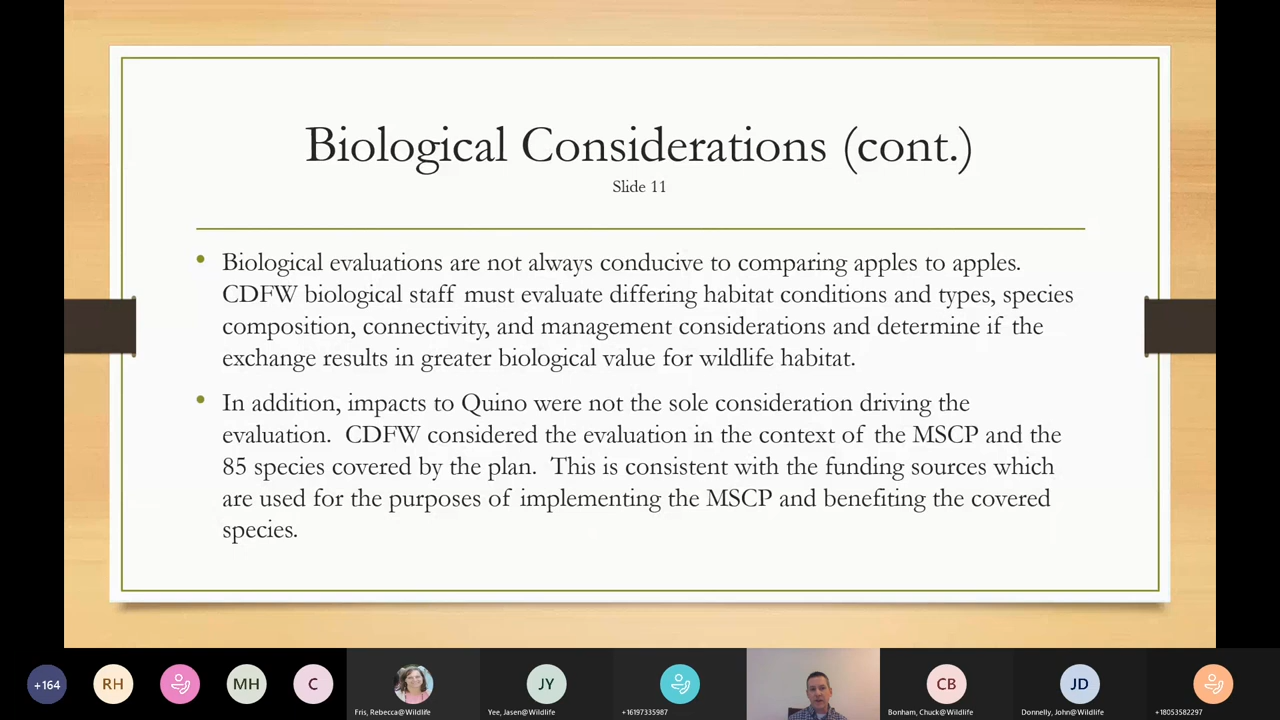 Biological Considerations (cont.)
Slide 11
• Biological evaluations are not always conducive to comparing apples to apples.
CDFW biological staff must evaluate differing habitat conditions and types, species
composition, connectivity, and management considerations and determine if the
exchange results in greater biological value for wildlife habitat.
• In addition, impacts to Quino were not the sole consideration driving the
evaluation. CDFW considered the evaluation in the context of the MSCP and the
85 species covered by the plan. This is consistent with the funding sources which
are used for the purposes of implementing the MSCP and benefiting the covered
species.
+164 RH MH C JY CB JD
Fris, Rebecca@Wildlife Yee, Jasen@Wildlife +16197335987 Bonham, Chuck@Wildlife Donnelly, John@Wildlife +18053582297